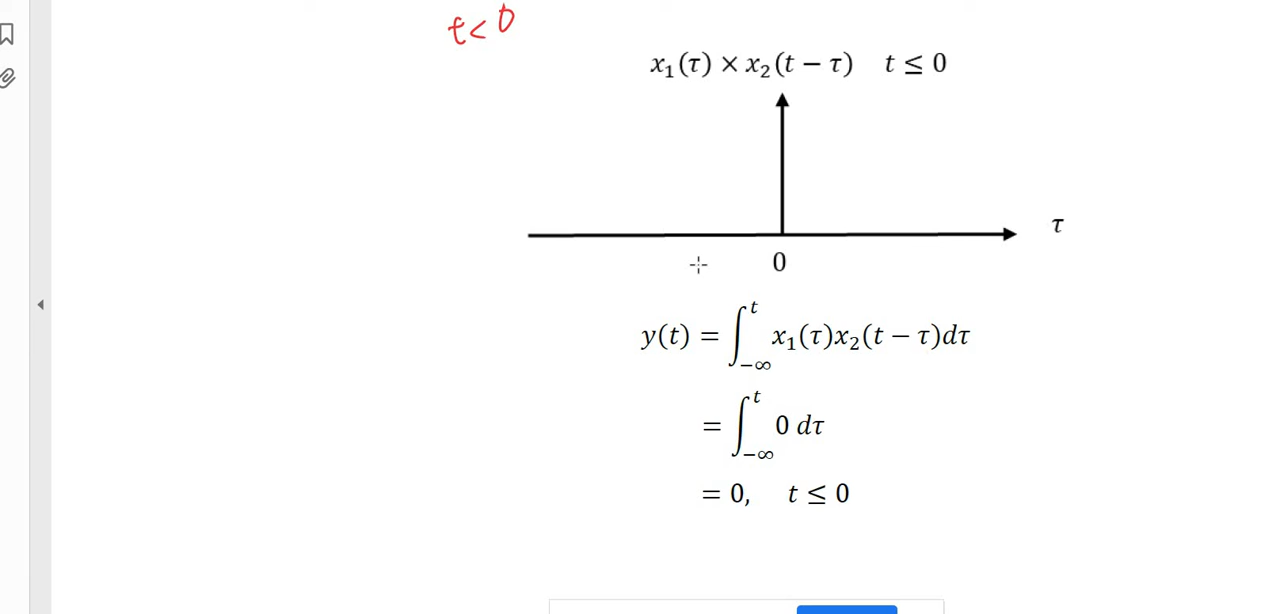 t<0
x₁(τ) × x₂(t − τ) t ≤ 0
τ
0
y(t) = ∫_{−∞}^{t} x₁(τ)x₂(t − τ)dτ
= ∫_{−∞}^{t} 0 dτ
= 0, t ≤ 0